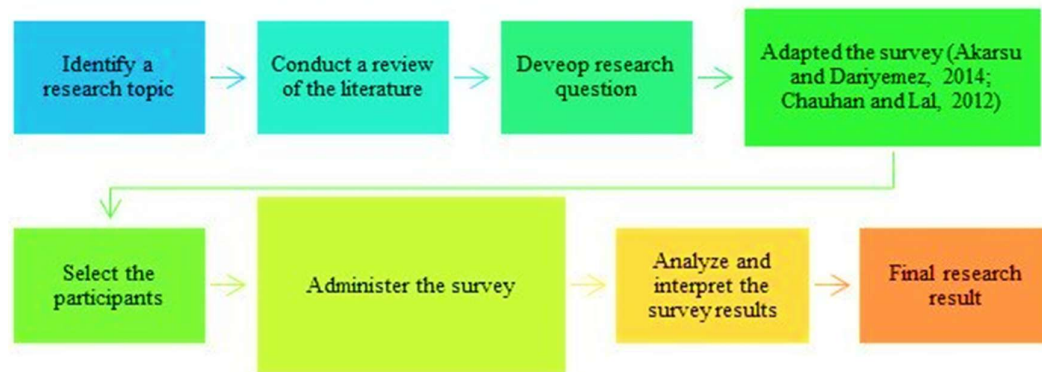 Identify a
research topic
Conduct a review
of the literature
Deveop research
question
Adapted the survey (Akarsu
and Dariyemez, 2014;
Chauhan and Lal, 2012)
Select the
participants
Administer the survey
Analyze and
interpret the
survey results
Final research
result